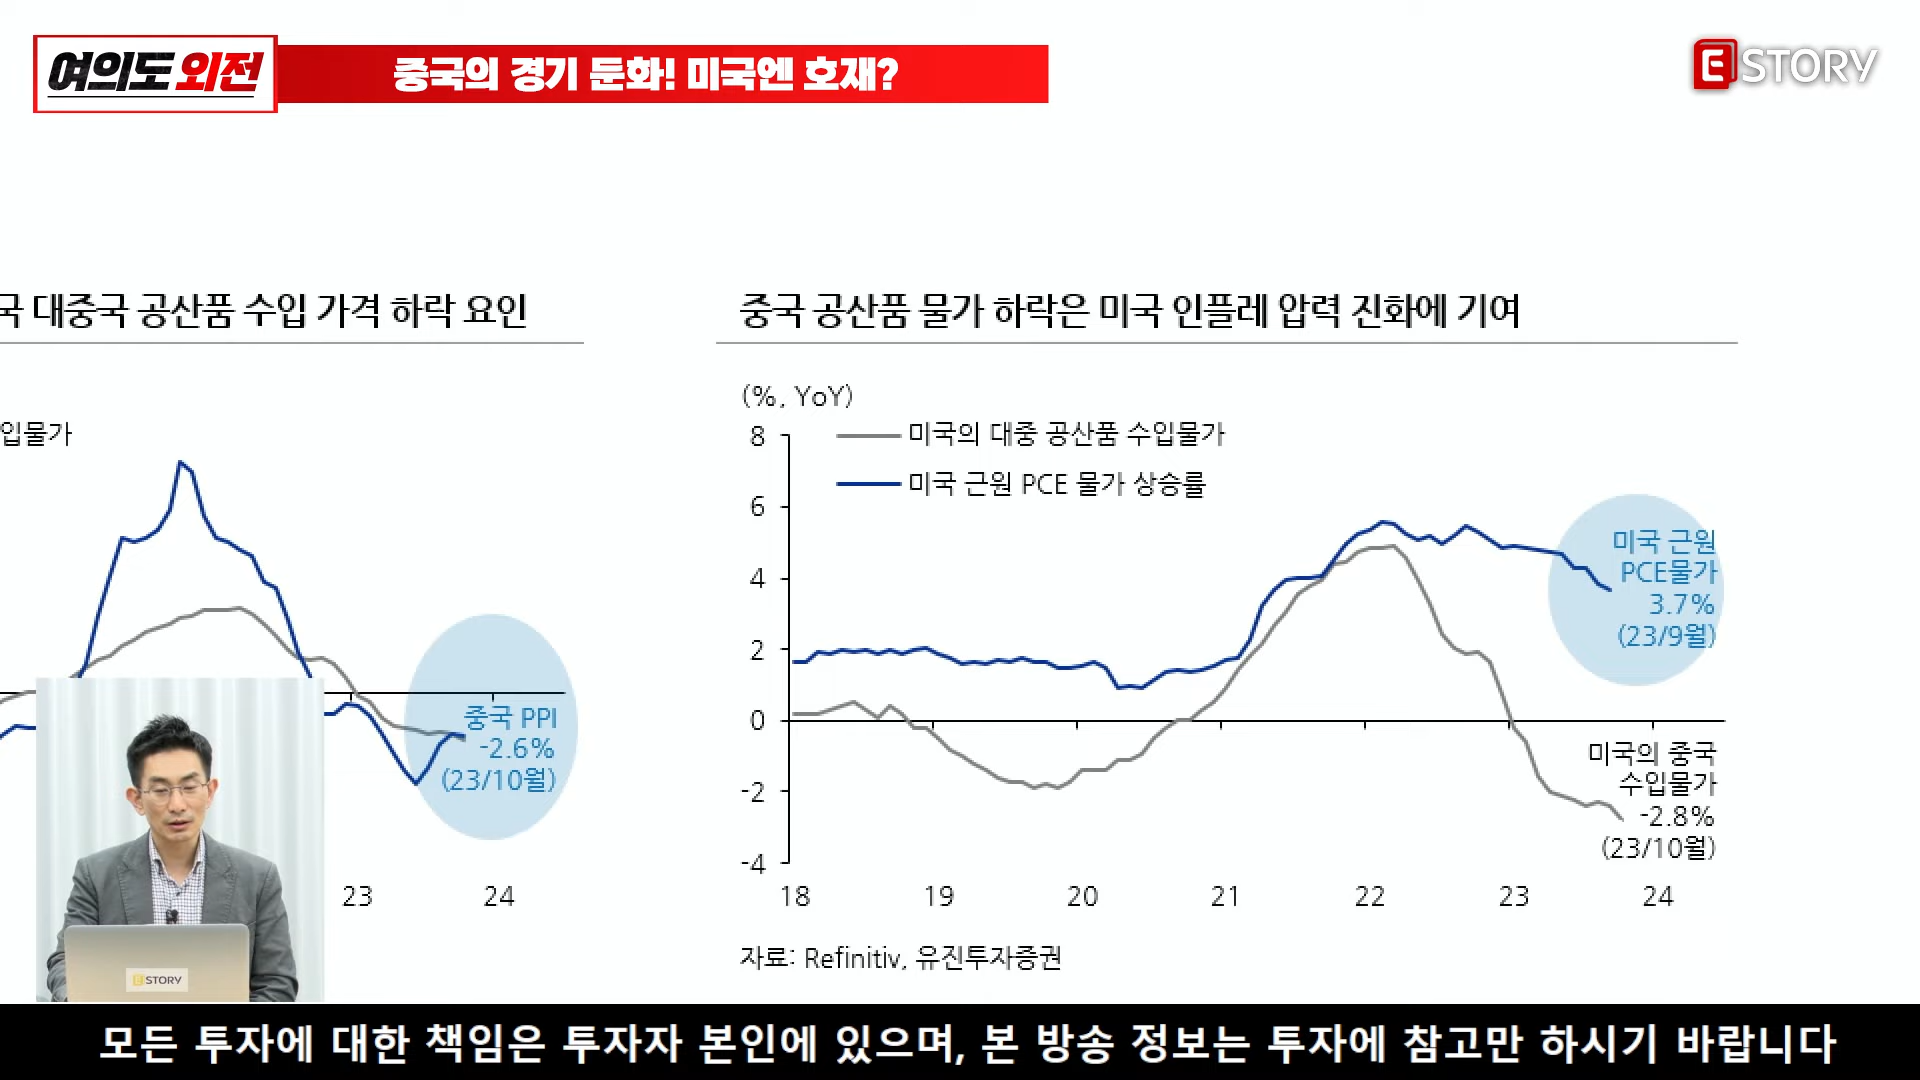 여의도 외전
중국의 경기 둔화! 미국엔 호재?
E STORY
국 대중국 공산품 수입 가격 하락 요인
입물가
중국 PPI
-2.6%
(23/10월)
23
24
중국 공산품 물가 하락은 미국 인플레 압력 진화에 기여
(%, YoY)
미국의 대중 공산품 수입물가
미국 근원 PCE 물가 상승률
8
6
4
2
0
-2
-4
미국 근원
PCE물가
3.7%
(23/9월)
미국의 중국
수입물가
-2.8%
(23/10월)
18
19
20
21
22
23
24
자료: Refinitiv, 유진투자증권
E STORY
모든 투자에 대한 책임은 투자자 본인에 있으며, 본 방송 정보는 투자에 참고만 하시기 바랍니다